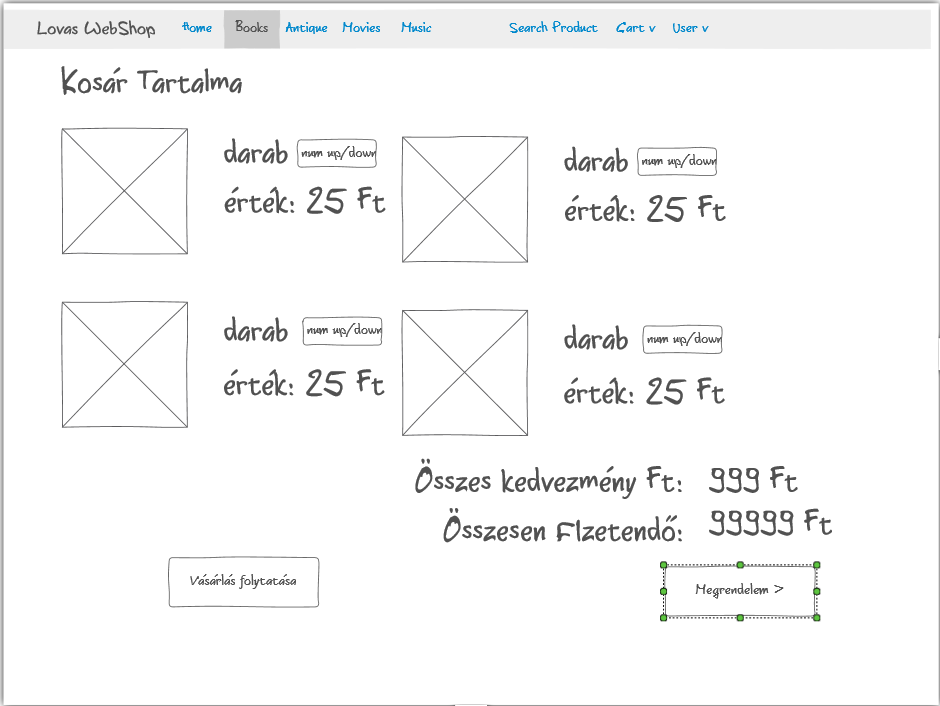 Lovas WebShop Home Books Antique Movies Music Search Product Cart v User v
Kosár Tartalma
darab num up/down
érték: 25 Ft
darab num up/down
érték: 25 Ft
darab num up/down
érték: 25 Ft
darab num up/down
érték: 25 Ft
Összes kedvezmény Ft: 999 Ft
Összesen FIzetendő: 99999 Ft
Vásárlás folytatása
Megrendelem >